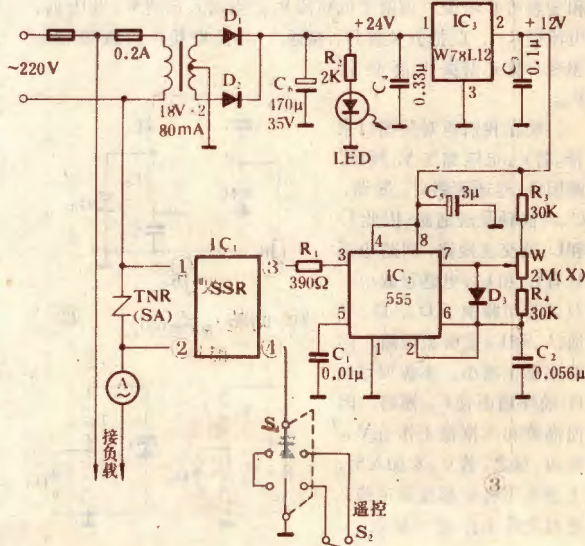 D₁
+24V
IC₃
+12V
1
2
W78L12
3
0.2A
~220V
R₂
2K
C₄
0.33μ
C₃
0.1μ
D₂
C₆
470μ
35V
18V·2
80mA
LED
C₅
3μ
R₃
30K
4
8
IC₁
SSR
1
3
R₁
390Ω
3
7
IC₂
555
W
2M(X)
TNR
(SA)
D₃
R₄
30K
2
4
5
6
1
2
C₁
0.01μ
C₂
0.056μ
A
接负载
S₁
遥控
S₂
③